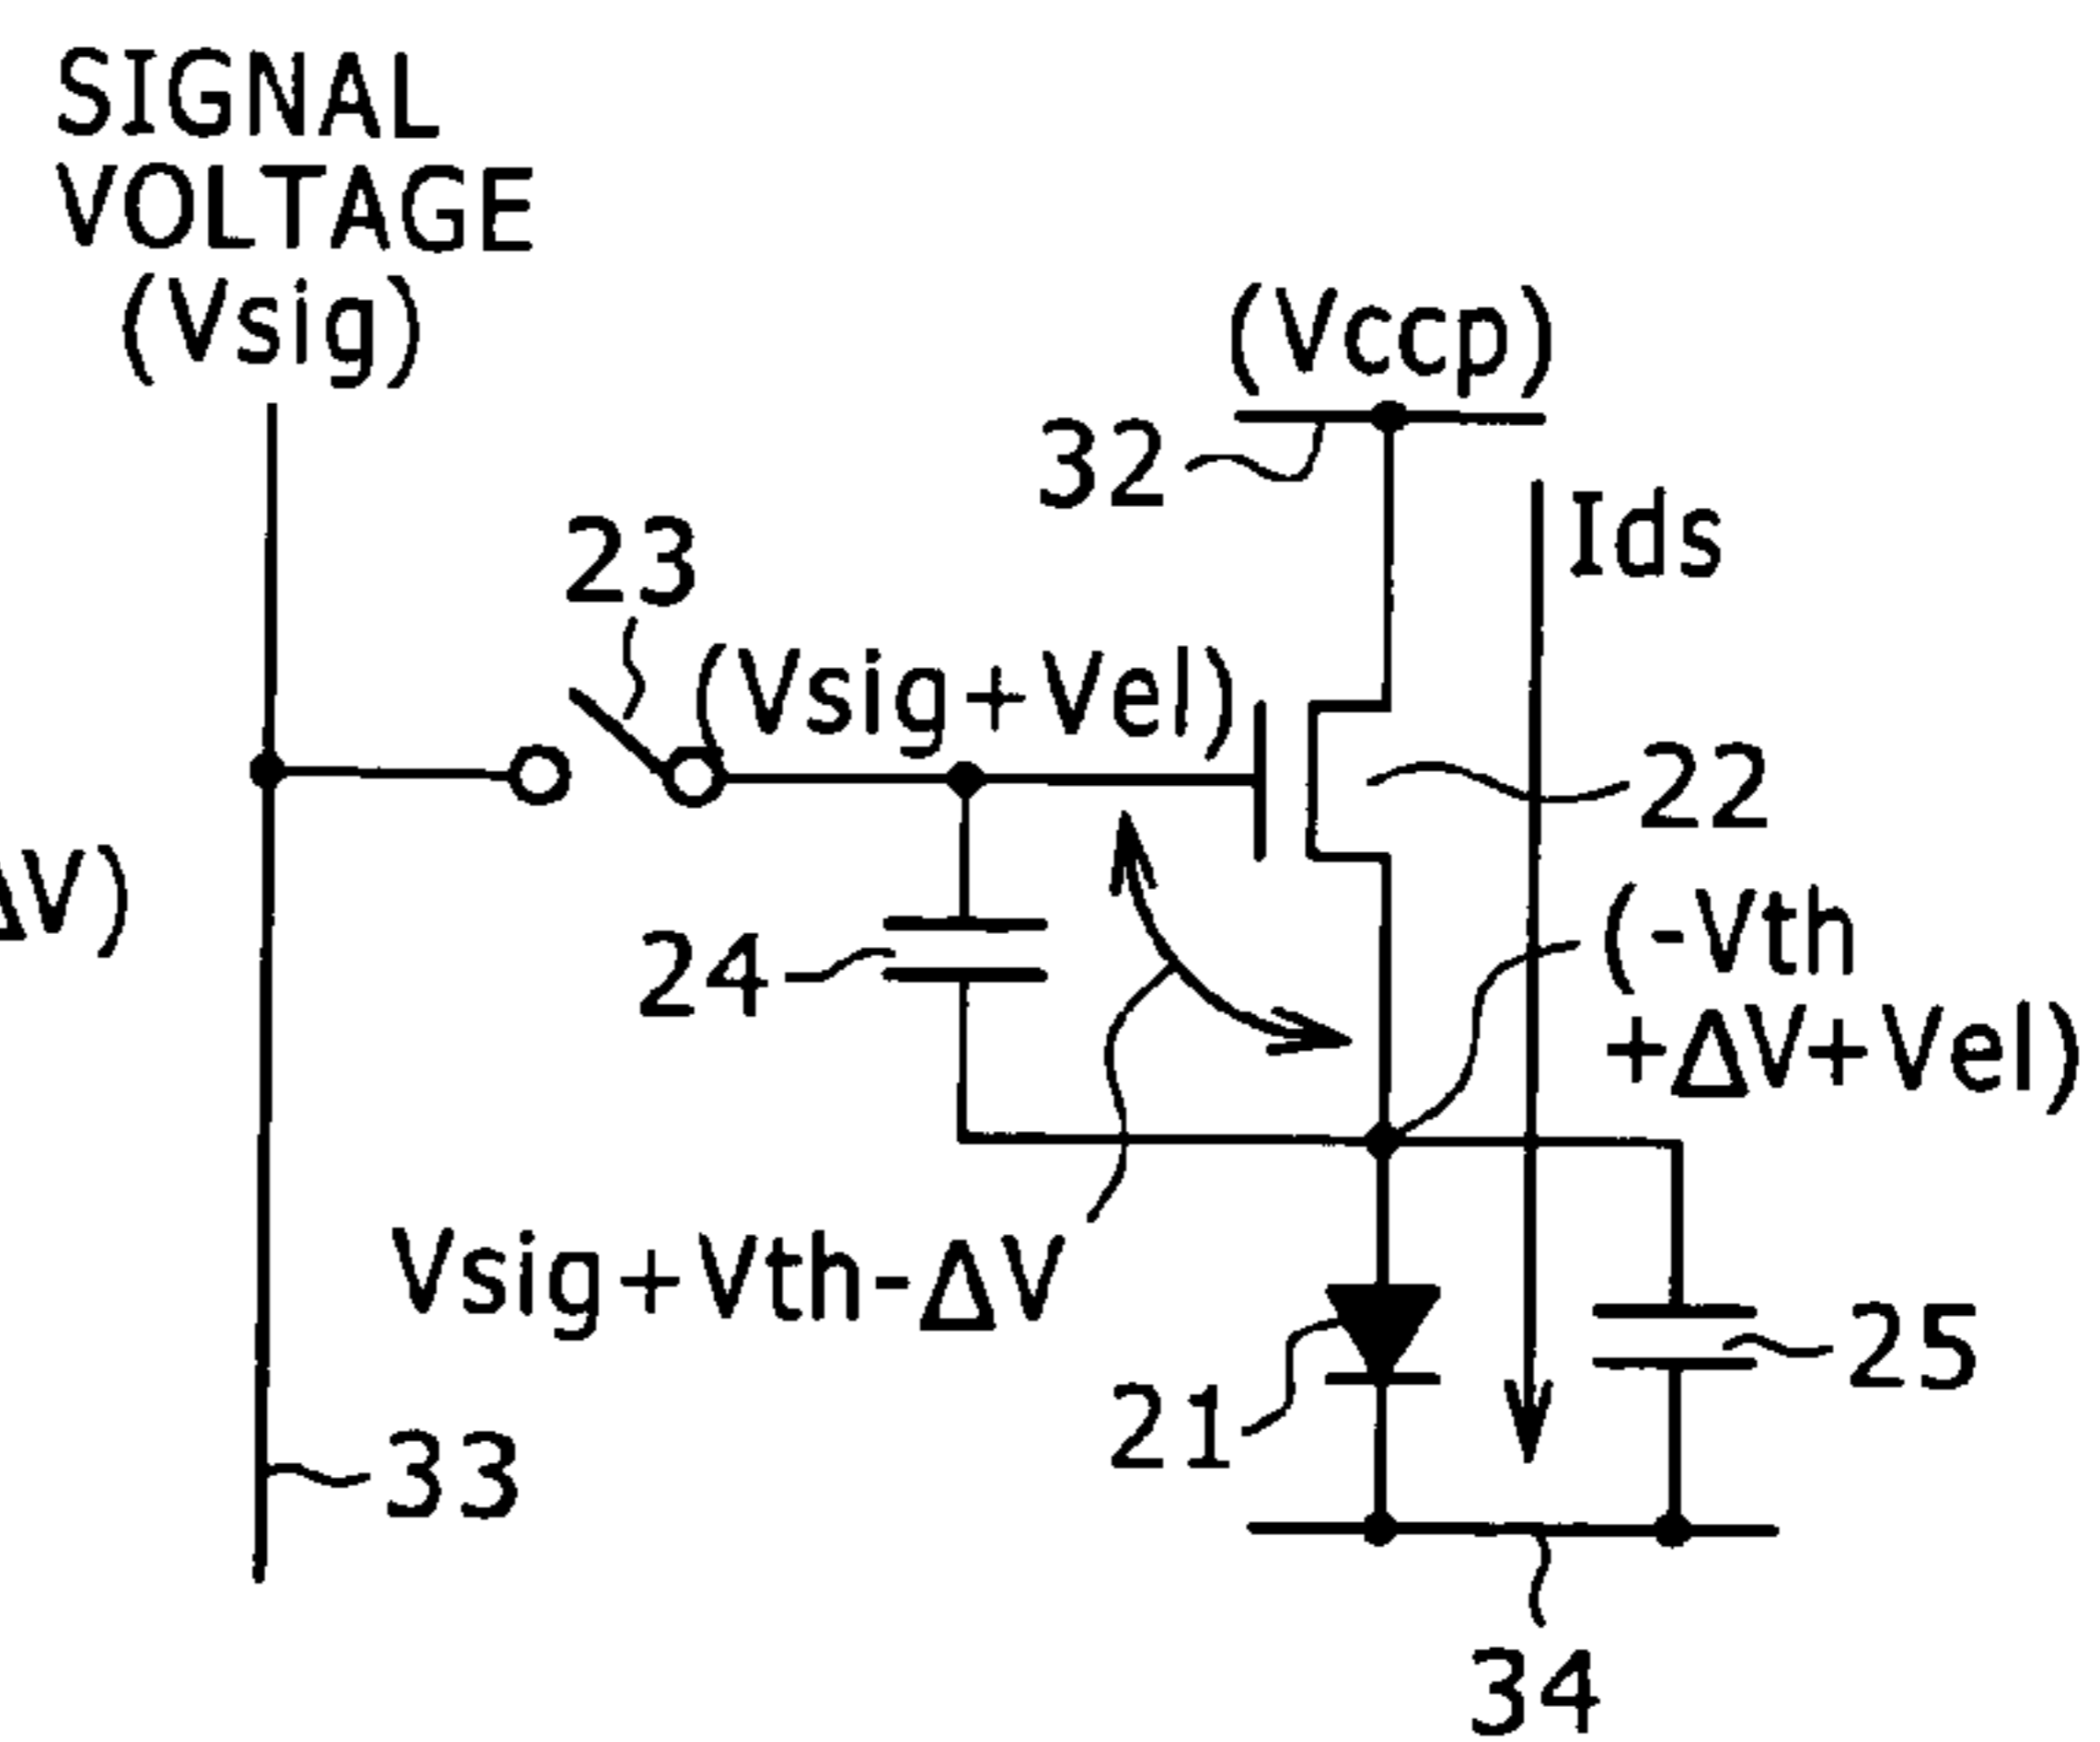 SIGNAL
VOLTAGE
(Vsig)
(Vccp)
32
Ids
23
(Vsig+Vel)
22
ΔV)
24
(-Vth
+ΔV+Vel)
Vsig+Vth-ΔV
25
21
33
34